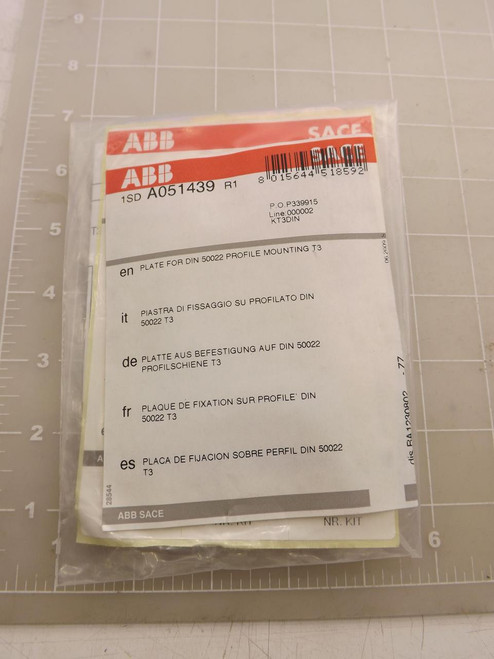 ABB SACE
ABB SACE
1SD A051439 R1
8 015644 518592
P.O.P339915
Line:000002
KT3DIN
en PLATE FOR DIN 50022 PROFILE MOUNTING T3
it PIASTRA DI FISSAGGIO SU PROFILATO DIN
50022 T3
de PLATTE AUS BEFESTIGUNG AUF DIN 50022
PROFILSCHIENE T3
fr PLAQUE DE FIXATION SUR PROFILE' DIN
50022 T3
es PLACA DE FIJACION SOBRE PERFIL DIN 50022
T3
28544
ABB SACE
NR. KIT
9
8
7
6
5
4
3
2
1
6